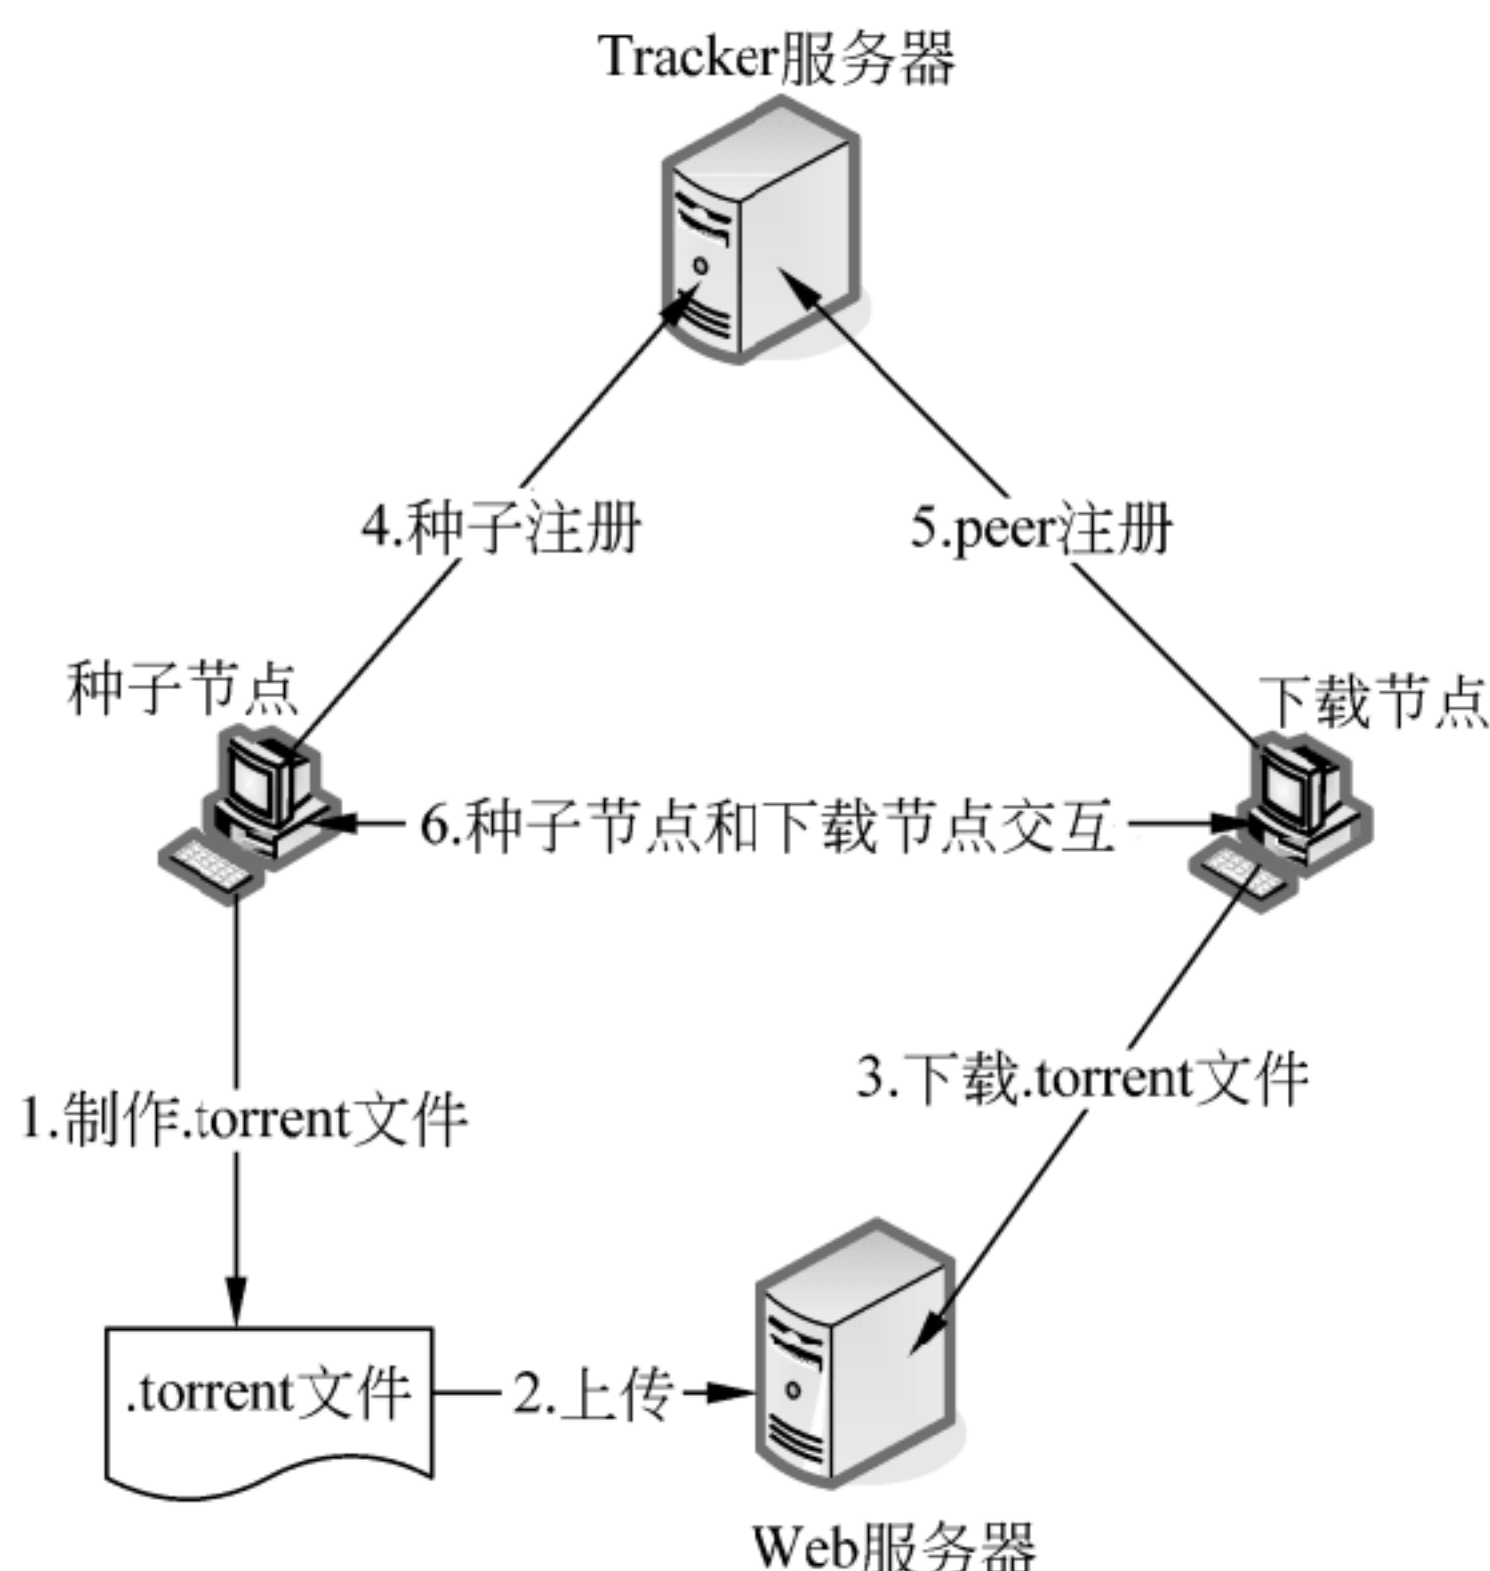 Tracker服务器
4.种子注册
5.peer注册
种子节点
下载节点
6.种子节点和下载节点交互
3.下载.torrent文件
1.制作.torrent文件
.torrent文件
2.上传
Web服务器